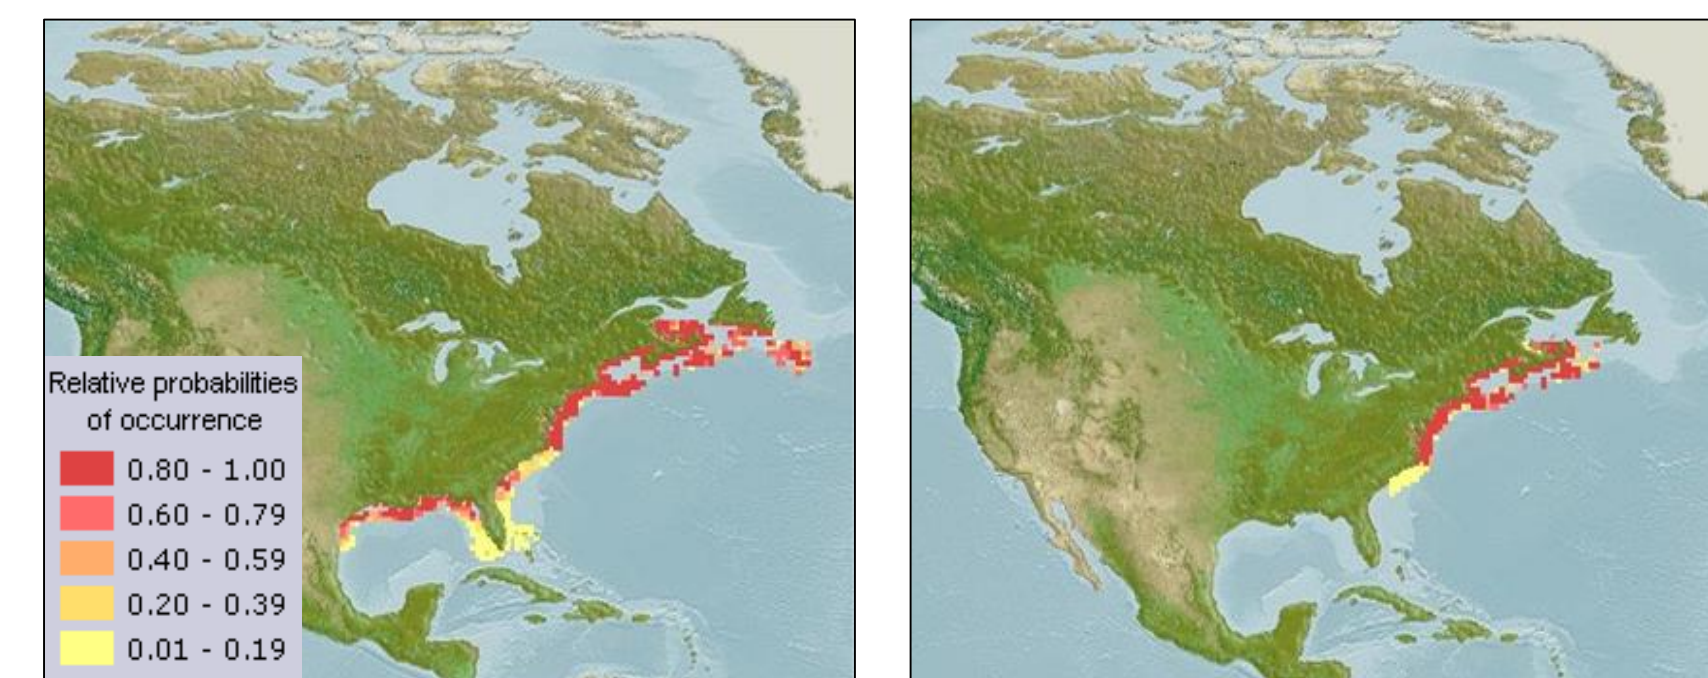 Relative probabilities
of occurrence
0.80 - 1.00
0.60 - 0.79
0.40 - 0.59
0.20 - 0.39
0.01 - 0.19